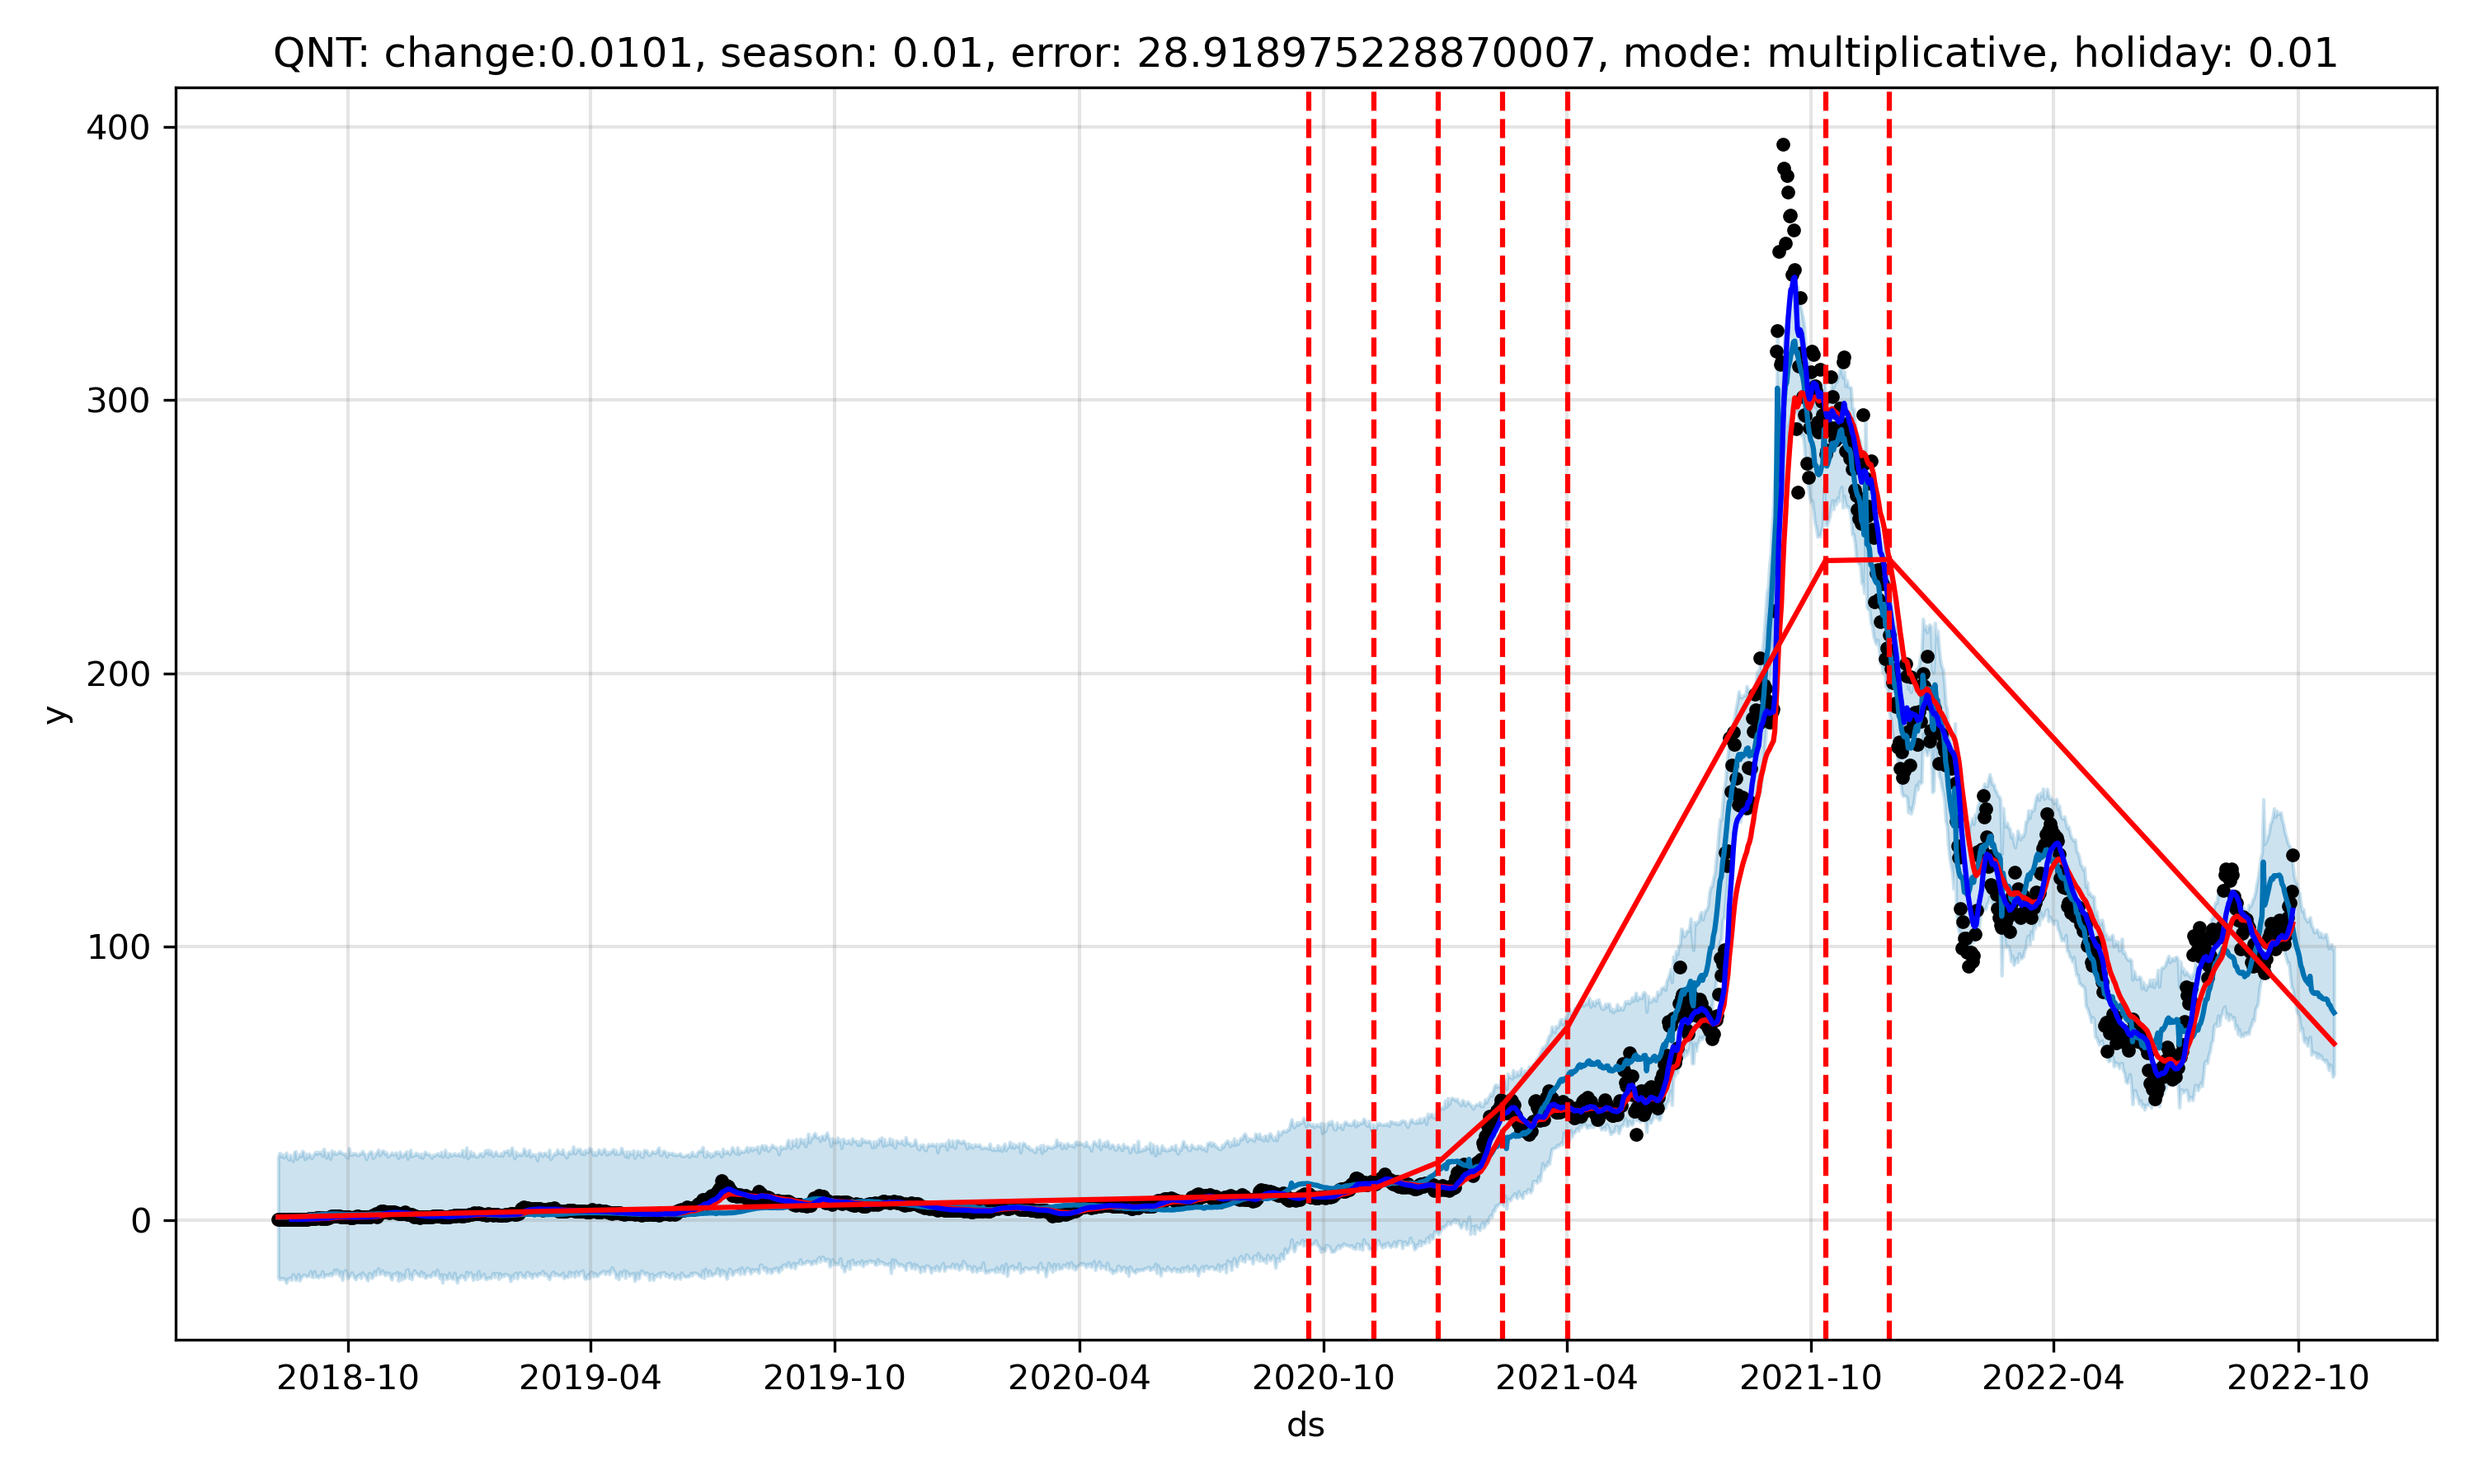 QNT: change:0.0101, season: 0.01, error: 28.918975228870007, mode: multiplicative, holiday: 0.01
400
300
200
100
0
y
2018-10 2019-04 2019-10 2020-04 2020-10 2021-04 2021-10 2022-04 2022-10
ds